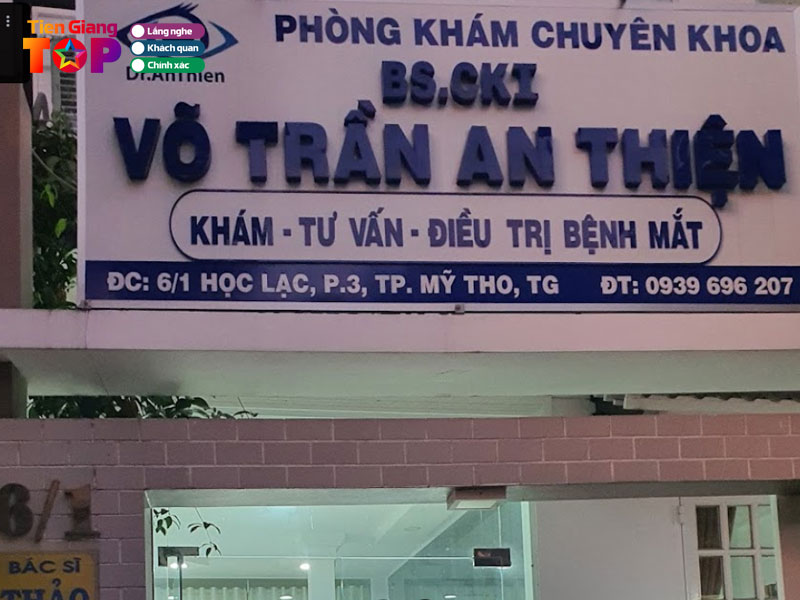 Tien Giang
TOP
Lắng nghe
Khách quan
Chính xác
Dr.AnThien
PHÒNG KHÁM CHUYÊN KHOA
BS.CKI
VÕ TRẦN AN THIỆN
KHÁM - TƯ VẤN - ĐIỀU TRỊ BỆNH MẮT
ĐC: 6/1 HỌC LẠC, P.3, TP. MỸ THO, TG ĐT: 0939 696 207
6/1
BÁC SĨ
THẢO